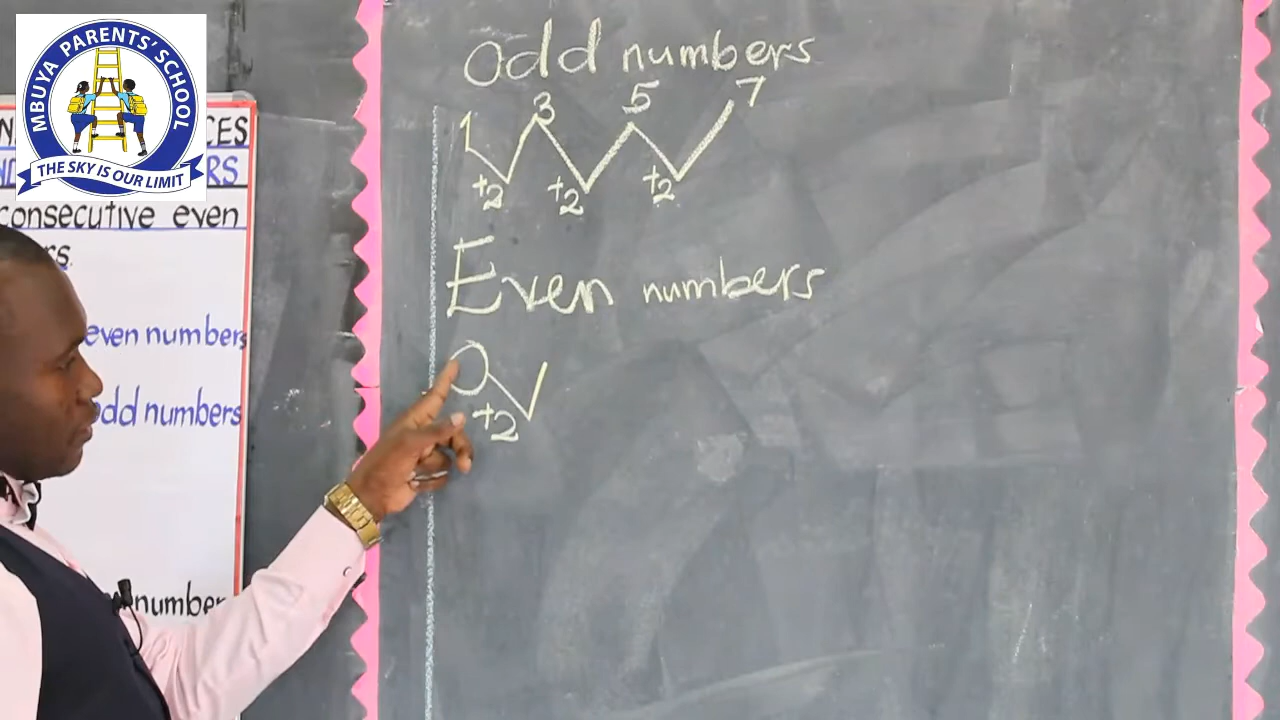 MBUYA PARENTS' SCHOOL
THE SKY IS OUR LIMIT
CES
consecutive even
even numbers
odd numbers
number
Odd numbers
1 3 5 7
+2 +2 +2
Even numbers
0
+2